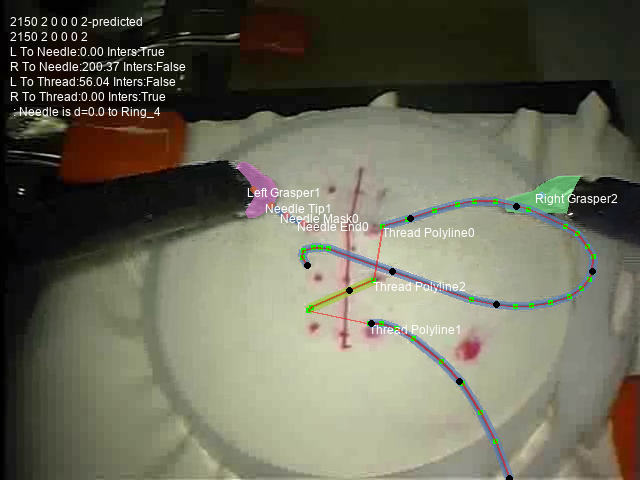 2150 2 0 0 0 2-predicted
2150 2 0 0 0 2
L To Needle:0.00 Inters:True
R To Needle:200.37 Inters:False
L To Thread:56.04 Inters:False
R To Thread:0.00 Inters:True
: Needle is d=0.0 to Ring_4
Left Grasper1
Right Grasper2
Needle Tip1
Needle Mask0
Needle End0
Thread Polyline0
Thread Polyline2
Thread Polyline1